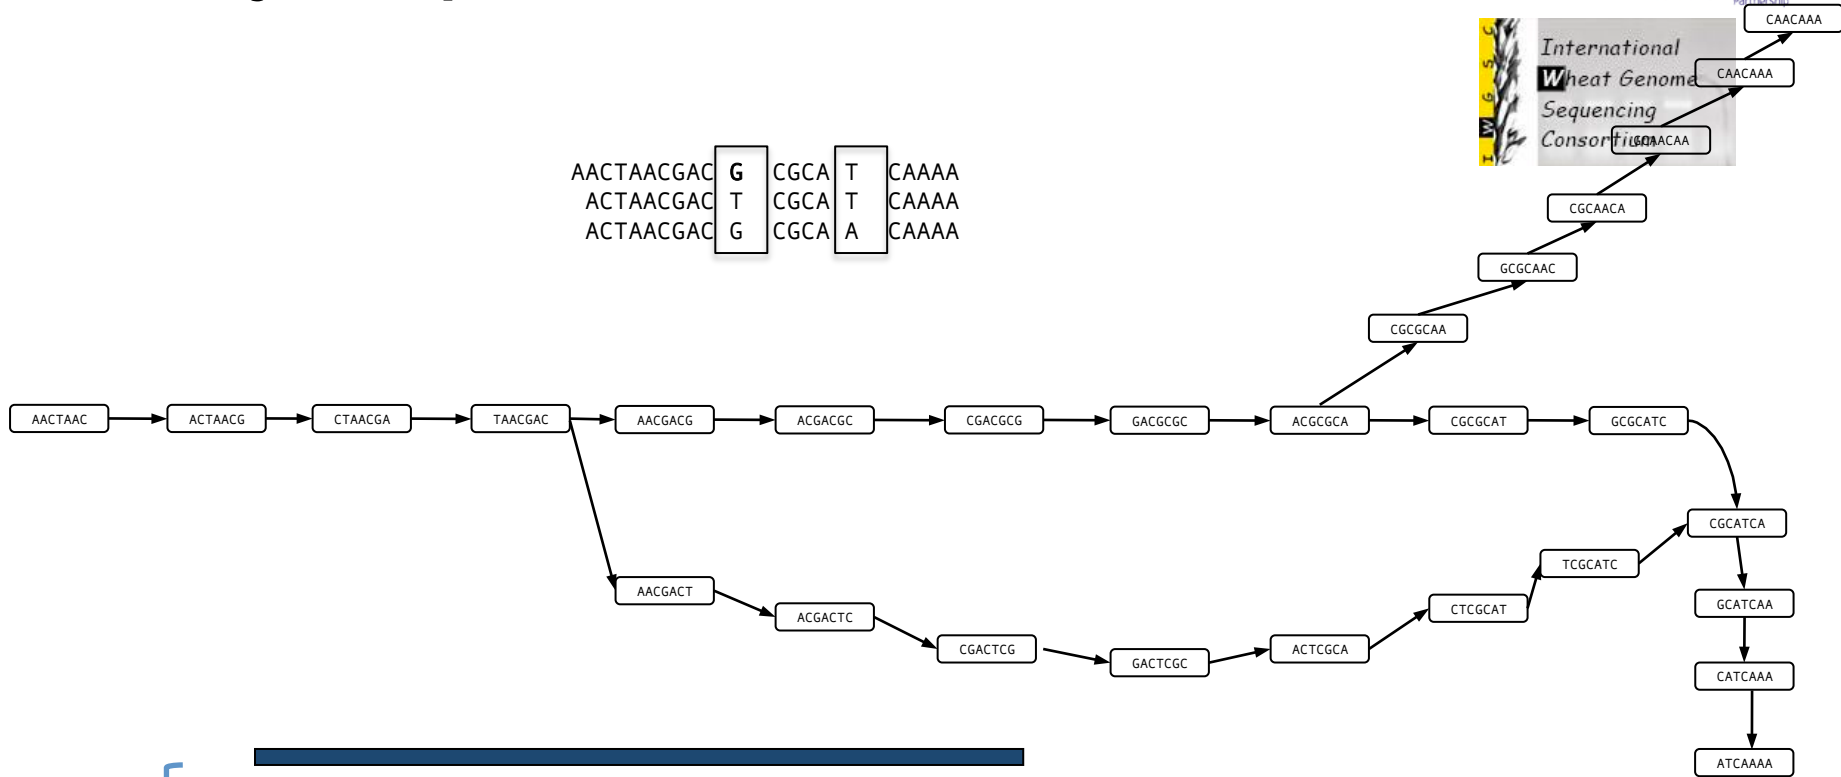 Partnership
CAACAAA
International
Wheat Genome
Sequencing
Consortium
I W G S C
CAACAAA
GCAACAA
CGCAACA
GCGCAAC
CGCGCAA
AACTAACGAC G CGCA T CAAAA
ACTAACGAC T CGCA T CAAAA
ACTAACGAC G CGCA A CAAAA
AACTAAC ACTAACG CTAACGA TAACGAC AACGACG ACGACGC CGACGCG GACGCGC ACGCGCA CGCGCAT GCGCATC
CGCATCA
AACGACT ACGACTC CGACTCG GACTCGC ACTCGCA CTCGCAT TCGCATC
GCATCAA
CATCAAA
ATCAAAA